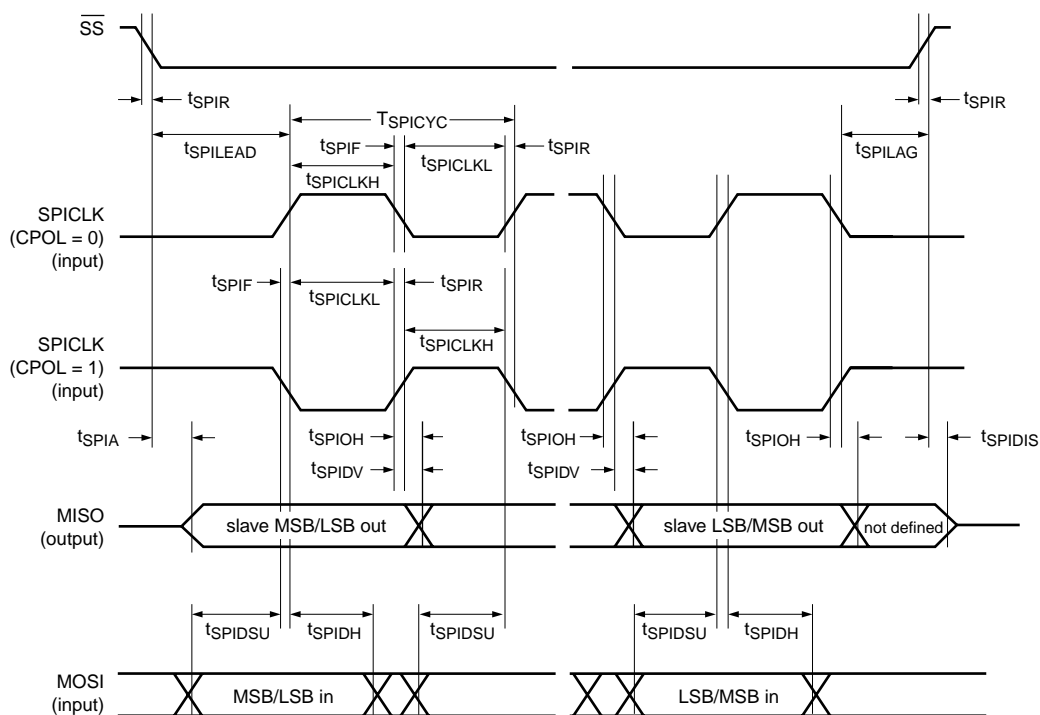 SS
tSPIR
tSPIR
TSPICYC
tSPILEAD
tSPIF
tSPICLKL
tSPIR
tSPILAG
tSPICLKH
SPICLK
(CPOL = 0)
(input)
tSPIF
tSPICLKL
tSPIR
tSPICLKH
SPICLK
(CPOL = 1)
(input)
tSPIA
tSPIOH
tSPIOH
tSPIOH
tSPIDIS
tSPIDV
tSPIDV
MISO
(output)
slave MSB/LSB out
slave LSB/MSB out
not defined
tSPIDSU
tSPIDH
tSPIDSU
tSPIDSU
tSPIDH
MOSI
(input)
MSB/LSB in
LSB/MSB in